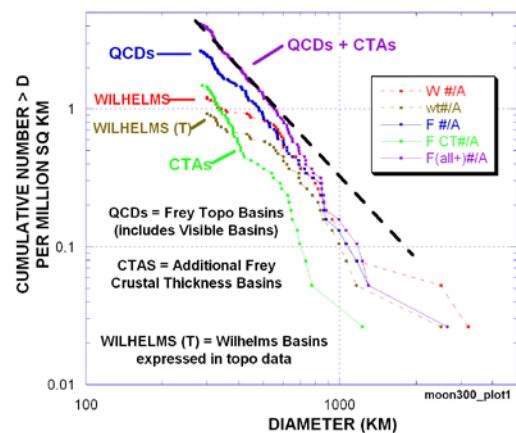 QCDs + CTAs
QCDs
WILHELMS
WILHELMS (T)
CTAs
W #/A
wt#/A
F #/A
F CT#/A
F(all+)#/A
QCDs = Frey Topo Basins
(includes Visible Basins)
CTAS = Additional Frey
Crustal Thickness Basins
WILHELMS (T) = Wilhelms Basins
expressed in topo data
CUMULATIVE NUMBER > D
PER MILLION SQ KM
1
0.1
0.01
100
1000
moon300_plot1
DIAMETER (KM)